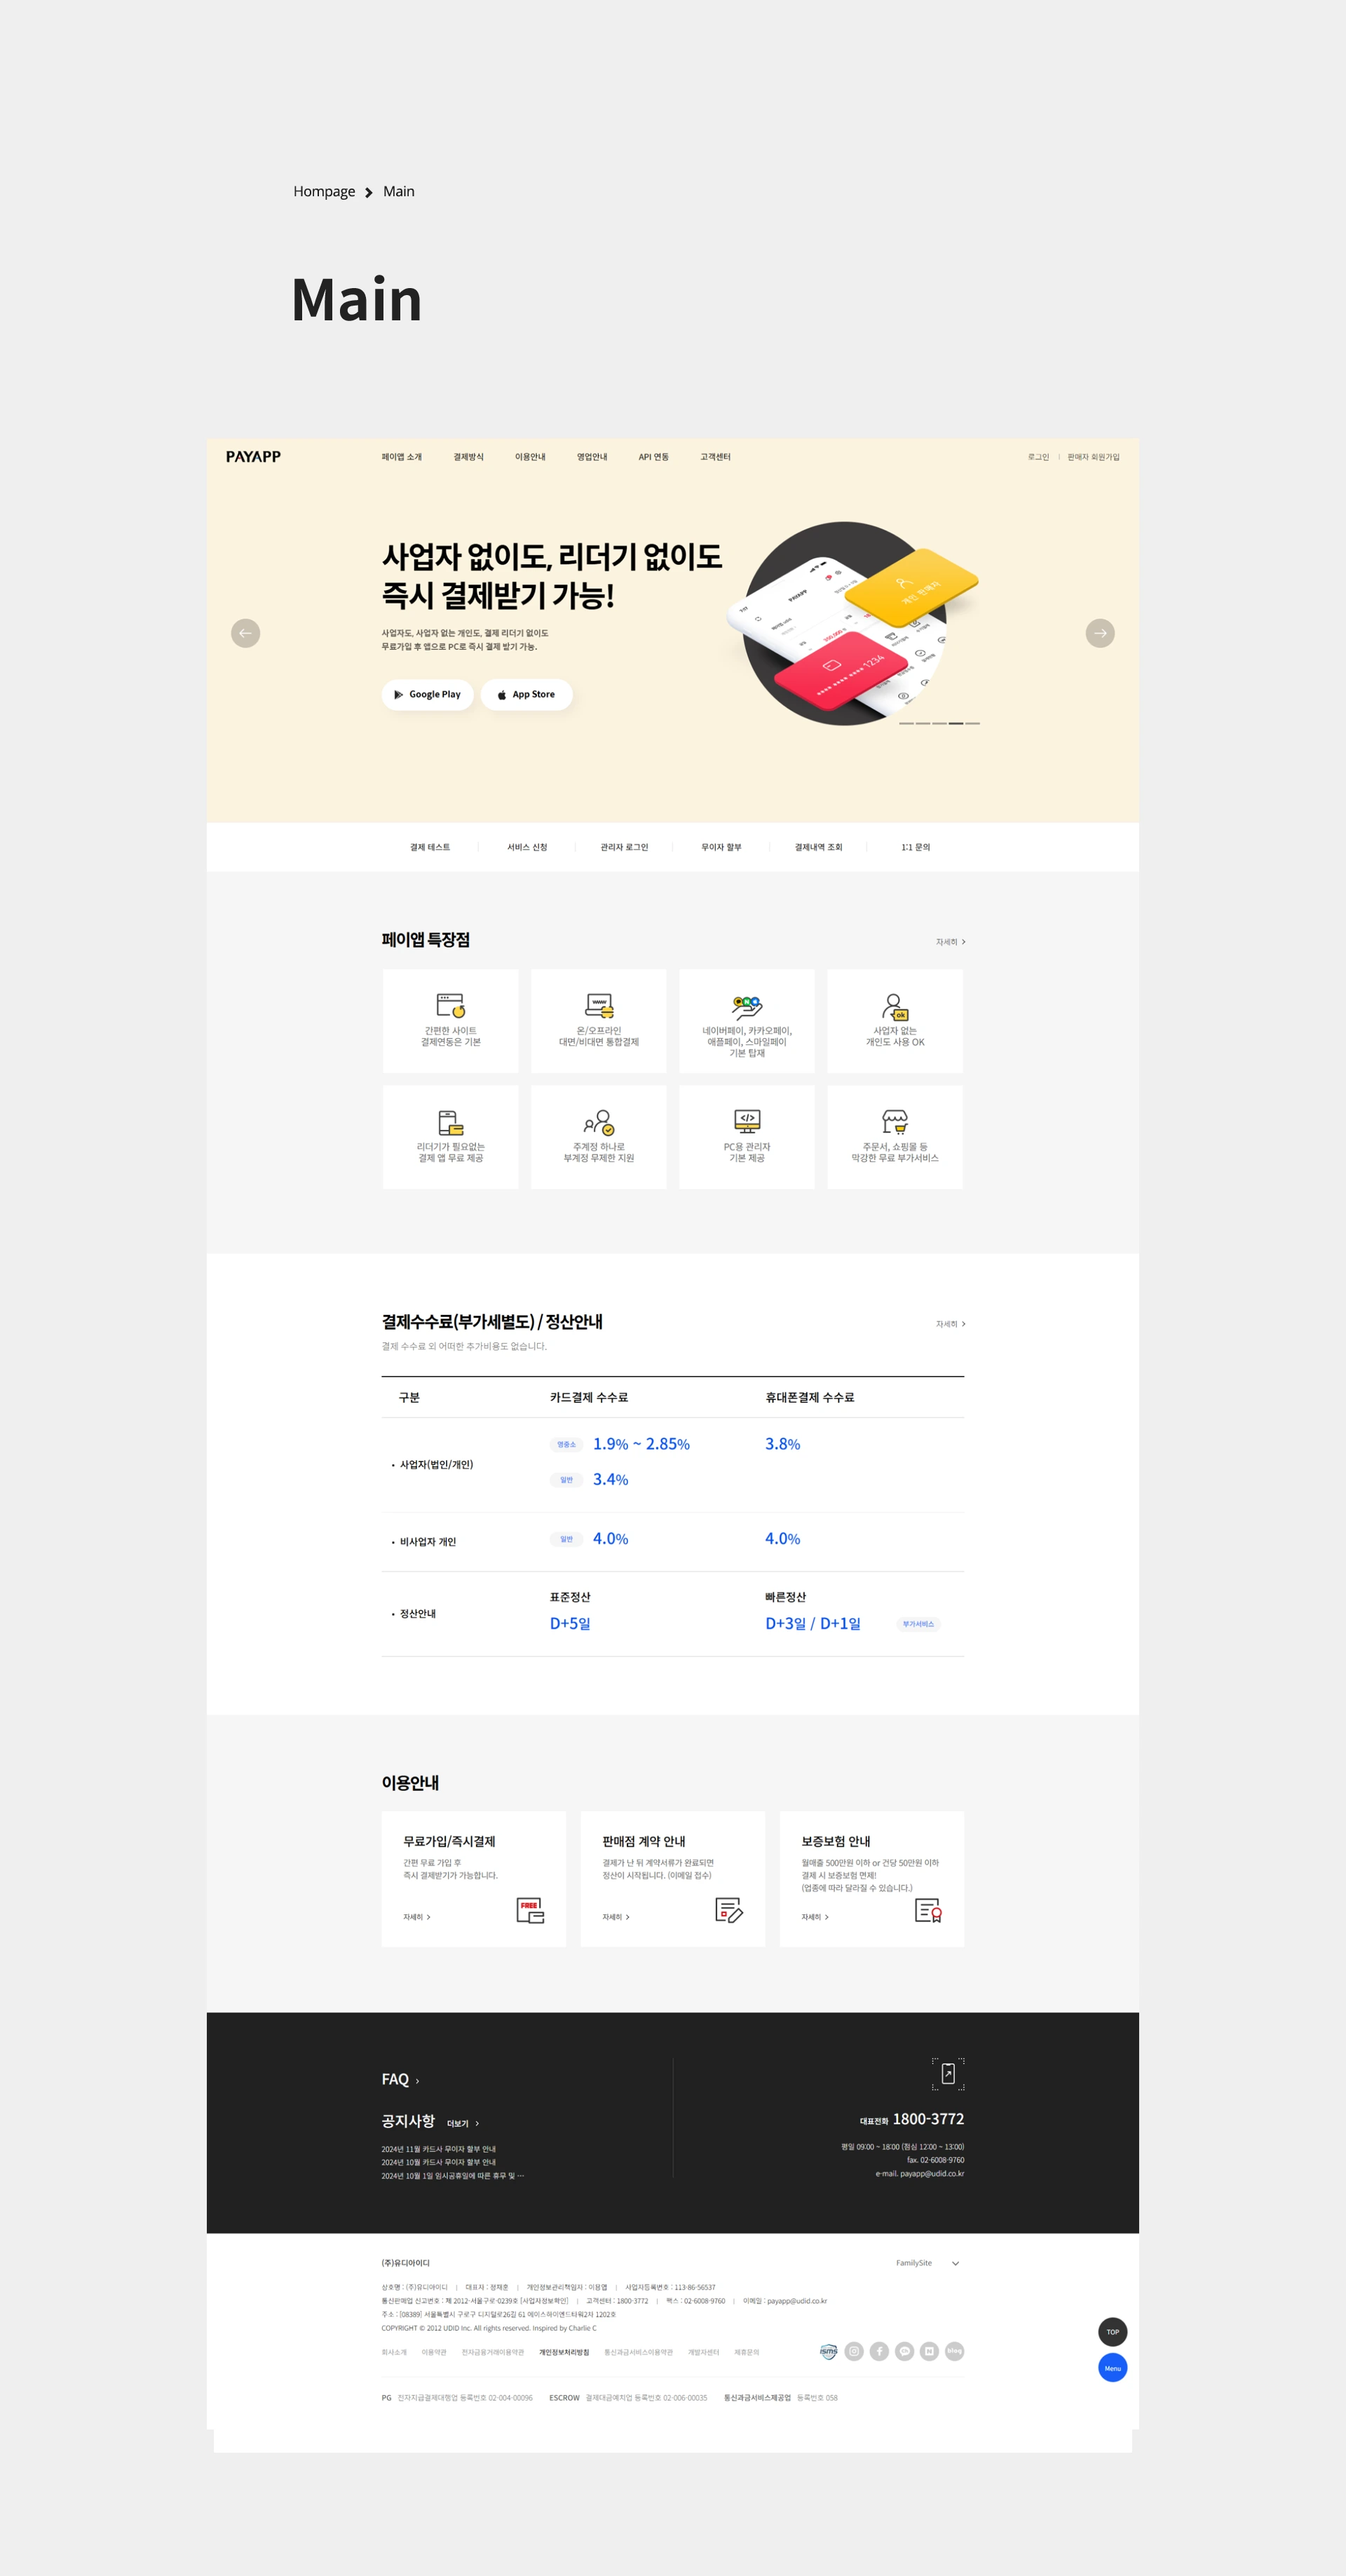 Hompage > Main
Main
PAYAPP
페이앱 소개
결제방식
이용안내
영업안내
API 연동
고객센터
로그인 | 판매자 회원가입
사업자 없이도, 리더기 없이도
즉시 결제받기 가능!
사업자도, 사업자 없는 개인도, 결제 리더기 없이도
무료가입 후 앱으로 PC로 즉시 결제 받기 가능.
Google Play
App Store
PAYAPP
개인 판매자
1234
결제 테스트
서비스 신청
관리자 로그인
무이자 할부
결제내역 조회
1:1 문의
페이앱 특장점
자세히 >
간편한 사이트
결제연동은 기본
www
온/오프라인
대면/비대면 통합결제
네이버페이, 카카오페이,
애플페이, 스마일페이
기본 탑재
ok
사업자 없는
개인도 사용 OK
리더기가 필요없는
결제 앱 무료 제공
주계정 하나로
부계정 무제한 지원
</>
PC용 관리자
기본 제공
주문서, 쇼핑몰 등
막강한 무료 부가서비스
결제수수료(부가세별도) / 정산안내
자세히 >
결제 수수료 외 어떠한 추가비용도 없습니다.
구분
카드결제 수수료
휴대폰결제 수수료
• 사업자(법인/개인)
영중소 1.9% ~ 2.85%
3.8%
일반 3.4%
• 비사업자 개인
일반 4.0%
4.0%
• 정산안내
표준정산
D+5일
빠른정산
D+3일 / D+1일
부가서비스
이용안내
무료가입/즉시결제
간편 무료 가입 후
즉시 결제받기가 가능합니다.
자세히 >
FREE
판매점 계약 안내
결제가 난 뒤 계약서류가 완료되면
정산이 시작됩니다. (이메일 접수)
자세히 >
보증보험 안내
월매출 500만원 이하 or 건당 50만원 이하
결제 시 보증보험 면제!
(업종에 따라 달라질 수 있습니다.)
자세히 >
FAQ >
공지사항 더보기 >
2024년 11월 카드사 무이자 할부 안내
2024년 10월 카드사 무이자 할부 안내
2024년 10월 1일 임시공휴일에 따른 휴무 및 ···
대표전화 1800-3772
평일 09:00 ~ 18:00 (점심 12:00 ~ 13:00)
fax. 02-6008-9760
e-mail. payapp@udid.co.kr
(주)유디아이디
FamilySite
상호명 : (주)유디아이디 | 대표자 : 정재훈 | 개인정보관리책임자 : 이용엽 | 사업자등록번호 : 113-86-56537
통신판매업 신고번호 : 제 2012-서울구로-0239호 [사업자정보확인] | 고객센터 : 1800-3772 | 팩스 : 02-6008-9760 | 이메일 : payapp@udid.co.kr
주소 : [08389] 서울특별시 구로구 디지털로26길 61 에이스하이엔드타워2차 1202호
COPYRIGHT © 2012 UDID Inc. All rights reserved. Inspired by Charlie C
회사소개
이용약관
전자금융거래이용약관
개인정보처리방침
통신과금서비스이용약관
개발자센터
제휴문의
ISMS
blog
TOP
Menu
PG 전자지급결제대행업 등록번호 02-004-00096
ESCROW 결제대금예치업 등록번호 02-006-00035
통신과금서비스제공업 등록번호 058